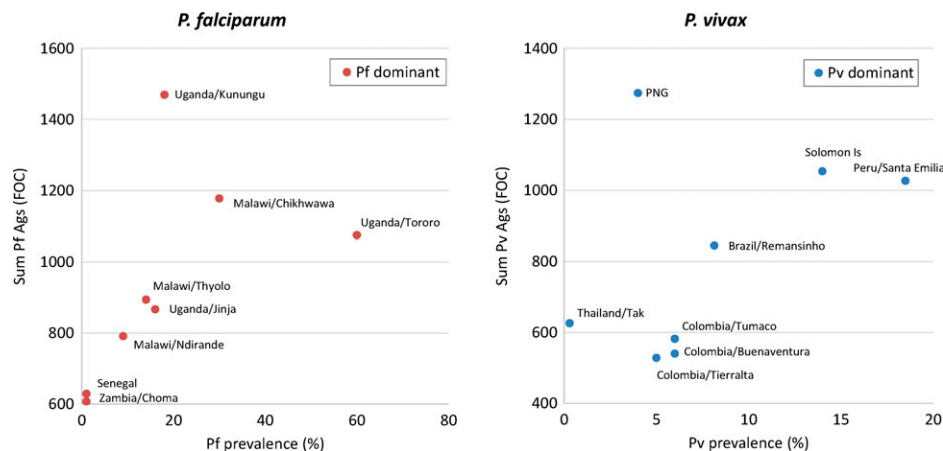 P. falciparum
1600
1400
1200
1000
800
600
Sum Pf Ags (FOC)
Pf dominant
Uganda/Kunungu
Malawi/Chikhwawa
Uganda/Tororo
Malawi/Thyolo
Uganda/Jinja
Malawi/Ndirande
Senegal
Zambia/Choma
0 20 40 60 80
Pf prevalence (%)
P. vivax
1400
1200
1000
800
600
400
Sum Pv Ags (FOC)
Pv dominant
PNG
Solomon Is
Peru/Santa Emilia
Brazil/Remansinho
Thailand/Tak
Colombia/Tumaco
Colombia/Buenaventura
Colombia/Tierralta
0 5 10 15 20
Pv prevalence (%)